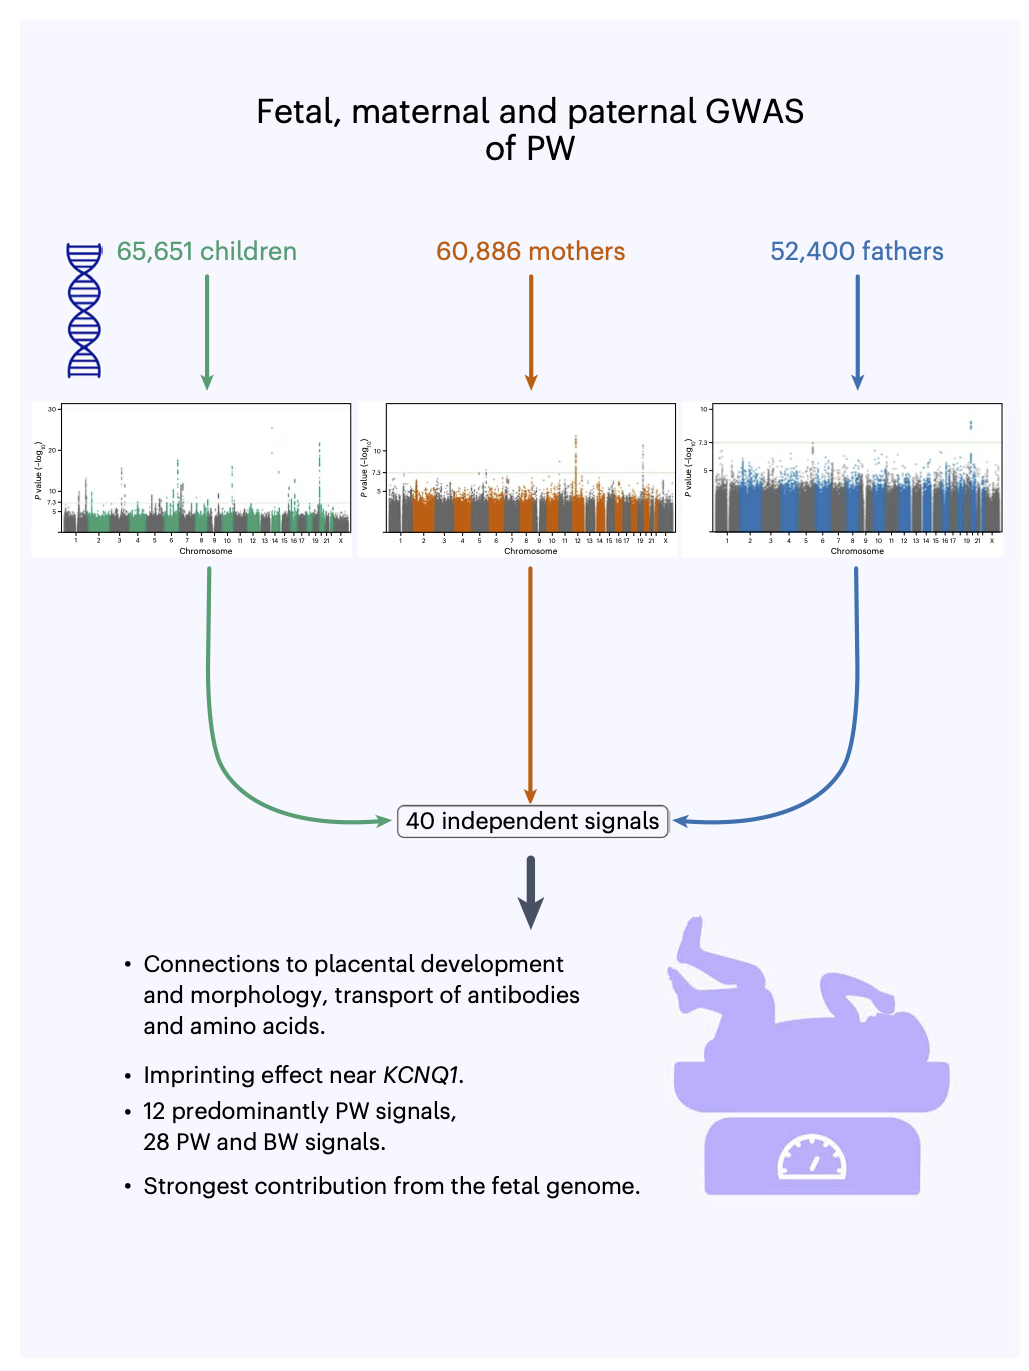 Fetal, maternal and paternal GWAS
of PW
65,651 children
60,886 mothers
52,400 fathers
30
20
10
7.3
5
P value (−log10)
1 2 3 4 5 6 7 8 9 10 11 12 13 14 15 16 17 19 21 X
Chromosome
10
7.3
5
P value (−log10)
1 2 3 4 5 6 7 8 9 10 11 12 13 14 15 16 17 19 21 X
Chromosome
10
7.3
5
P value (−log10)
1 2 3 4 5 6 7 8 9 10 11 12 13 14 15 16 17 19 21 X
Chromosome
40 independent signals
• Connections to placental development
and morphology, transport of antibodies
and amino acids.
• Imprinting effect near KCNQ1.
• 12 predominantly PW signals,
28 PW and BW signals.
• Strongest contribution from the fetal genome.